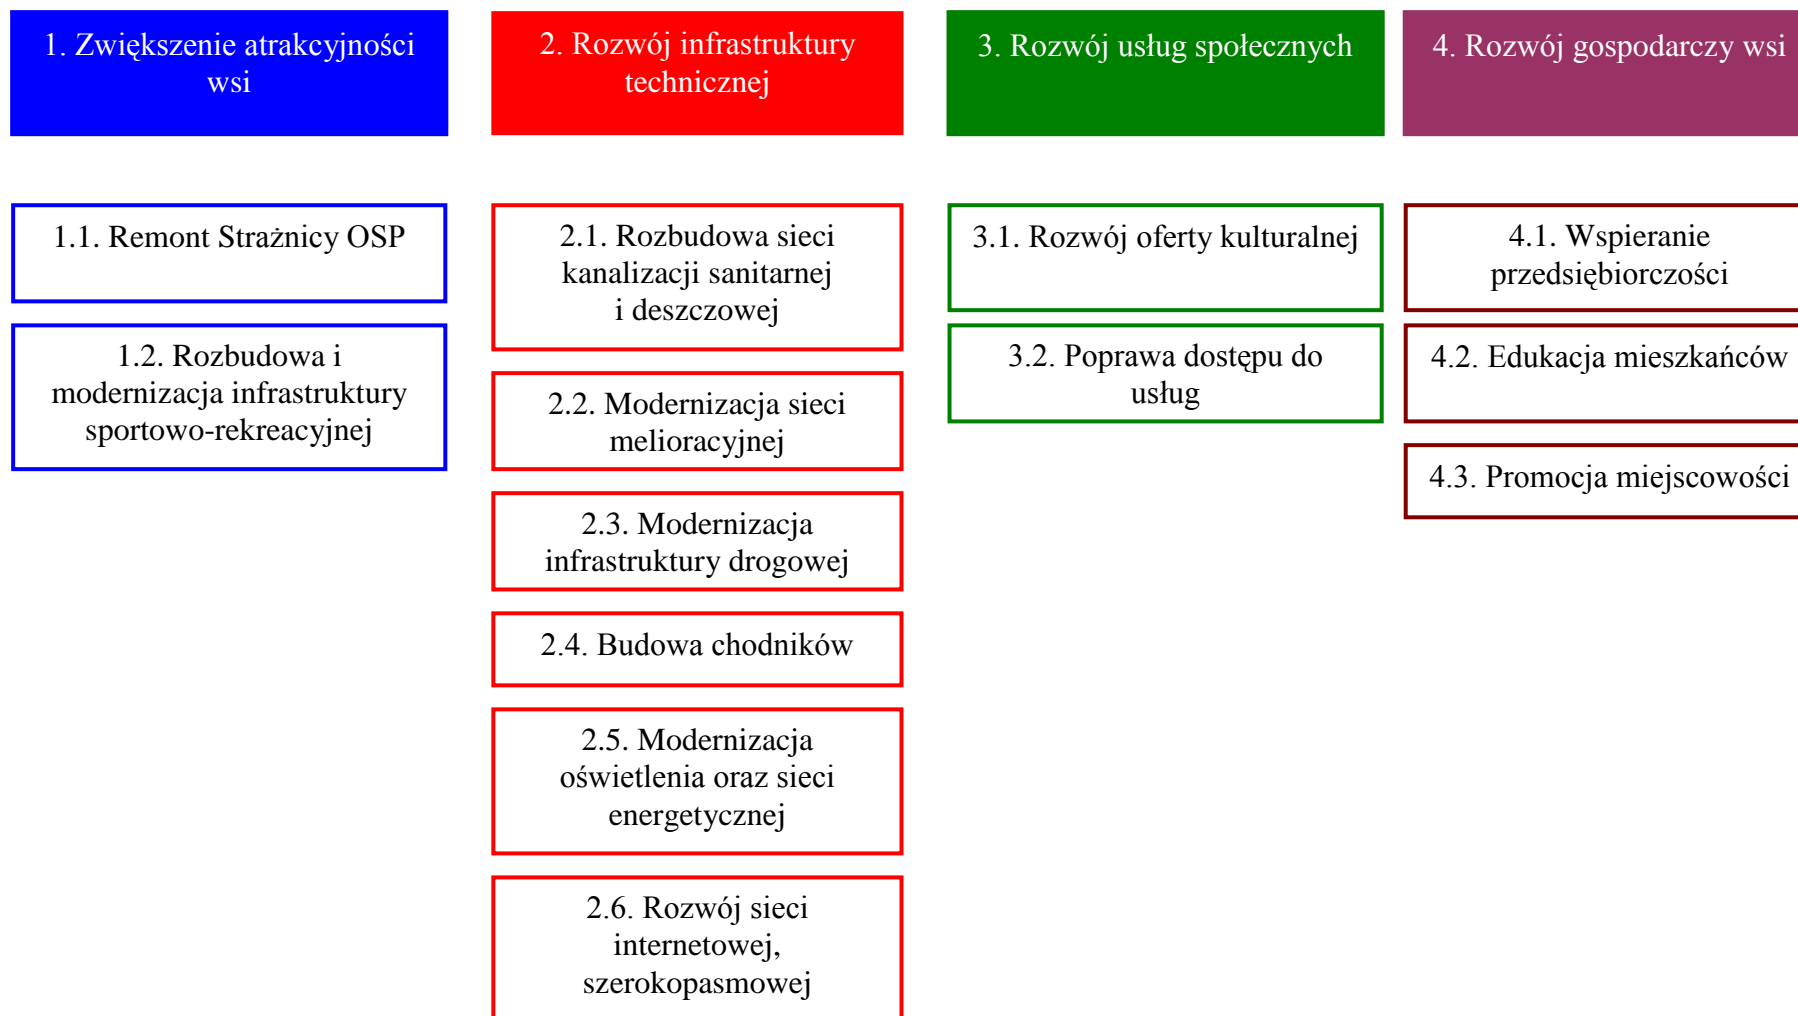 1. Zwiększenie atrakcyjności
wsi
2. Rozwój infrastruktury
technicznej
3. Rozwój usług społecznych
4. Rozwój gospodarczy wsi
1.1. Remont Strażnicy OSP
1.2. Rozbudowa i
modernizacja infrastruktury
sportowo-rekreacyjnej
2.1. Rozbudowa sieci
kanalizacji sanitarnej
i deszczowej
2.2. Modernizacja sieci
melioracyjnej
2.3. Modernizacja
infrastruktury drogowej
2.4. Budowa chodników
2.5. Modernizacja
oświetlenia oraz sieci
energetycznej
2.6. Rozwój sieci
internetowej,
szerokopasmowej
3.1. Rozwój oferty kulturalnej
3.2. Poprawa dostępu do
usług
4.1. Wspieranie
przedsiębiorczości
4.2. Edukacja mieszkańców
4.3. Promocja miejscowości